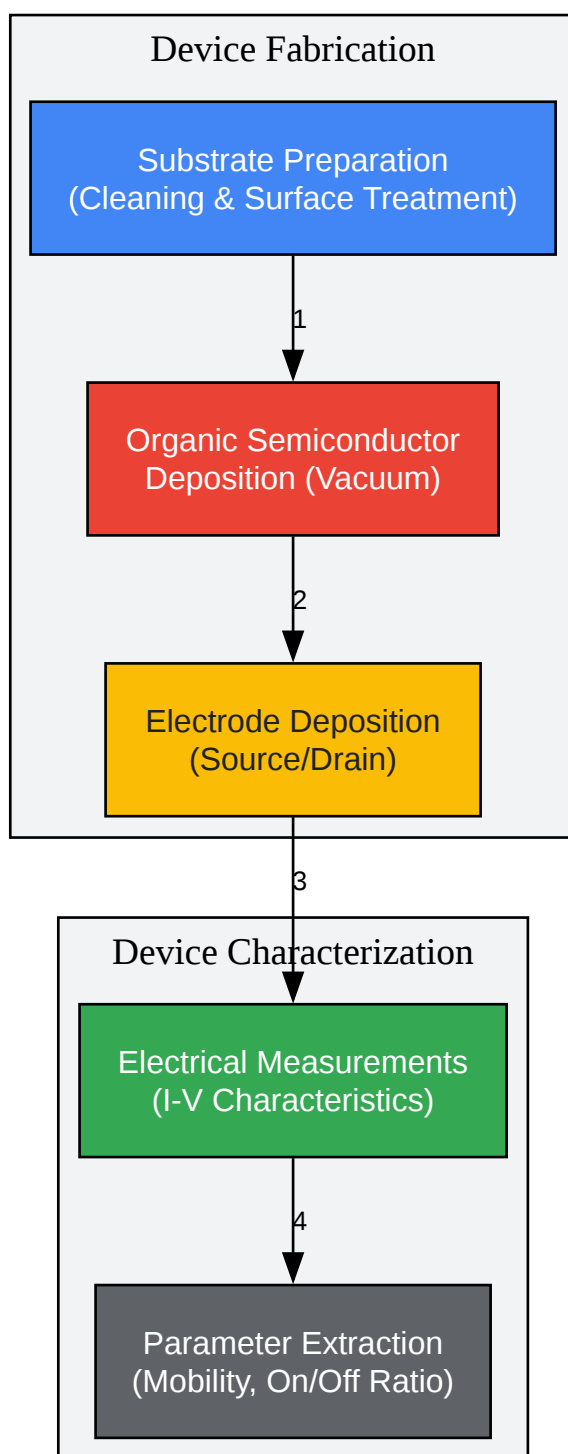 Device Fabrication
Substrate Preparation
(Cleaning & Surface Treatment)
1
Organic Semiconductor
Deposition (Vacuum)
2
Electrode Deposition
(Source/Drain)
3
Device Characterization
Electrical Measurements
(I-V Characteristics)
4
Parameter Extraction
(Mobility, On/Off Ratio)